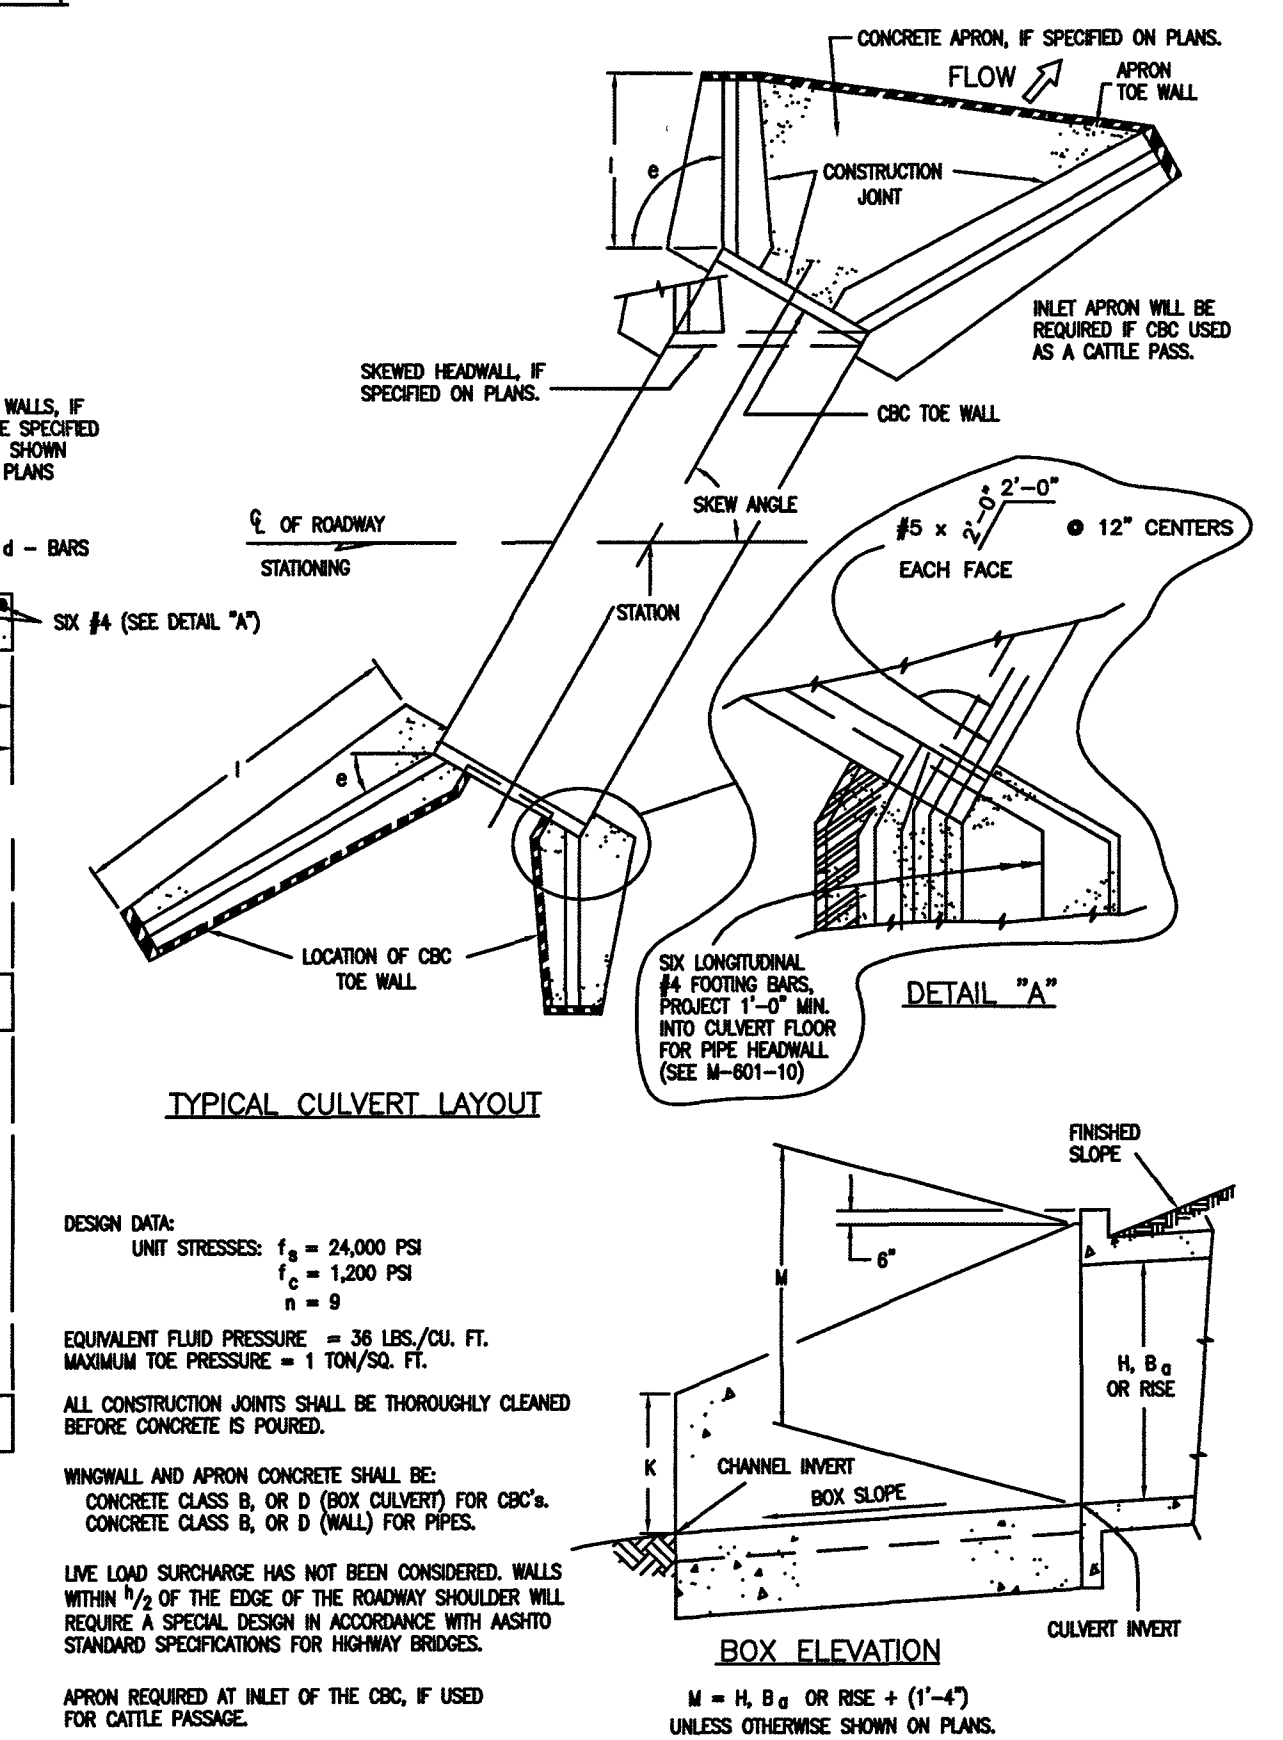 CONCRETE APRON, IF SPECIFIED ON PLANS.
FLOW
APRON
TOE WALL
l
e
CONSTRUCTION
JOINT
INLET APRON WILL BE
REQUIRED IF CBC USED
AS A CATTLE PASS.
SKEWED HEADWALL, IF
SPECIFIED ON PLANS.
CBC TOE WALL
WALLS, IF
E SPECIFIED
SHOWN
PLANS
SKEW ANGLE
℄ OF ROADWAY
STATIONING
d - BARS
STATION
SIX #4 (SEE DETAIL "A")
#5 x 2'-0" 2'-0" @ 12" CENTERS
EACH FACE
l
e
LOCATION OF CBC
TOE WALL
SIX LONGITUDINAL
#4 FOOTING BARS,
PROJECT 1'-0" MIN.
INTO CULVERT FLOOR
FOR PIPE HEADWALL
(SEE M-601-10)
DETAIL "A"
TYPICAL CULVERT LAYOUT
DESIGN DATA:
UNIT STRESSES: fs = 24,000 PSI
fc = 1,200 PSI
n = 9
EQUIVALENT FLUID PRESSURE = 36 LBS./CU. FT.
MAXIMUM TOE PRESSURE = 1 TON/SQ. FT.
ALL CONSTRUCTION JOINTS SHALL BE THOROUGHLY CLEANED
BEFORE CONCRETE IS POURED.
WINGWALL AND APRON CONCRETE SHALL BE:
CONCRETE CLASS B, OR D (BOX CULVERT) FOR CBC's.
CONCRETE CLASS B, OR D (WALL) FOR PIPES.
LIVE LOAD SURCHARGE HAS NOT BEEN CONSIDERED. WALLS
WITHIN h/2 OF THE EDGE OF THE ROADWAY SHOULDER WILL
REQUIRE A SPECIAL DESIGN IN ACCORDANCE WITH AASHTO
STANDARD SPECIFICATIONS FOR HIGHWAY BRIDGES.
APRON REQUIRED AT INLET OF THE CBC, IF USED
FOR CATTLE PASSAGE.
FINISHED
SLOPE
6"
M
H, Ba
OR RISE
K
CHANNEL INVERT
BOX SLOPE
CULVERT INVERT
BOX ELEVATION
M = H, Ba OR RISE + (1'-4")
UNLESS OTHERWISE SHOWN ON PLANS.